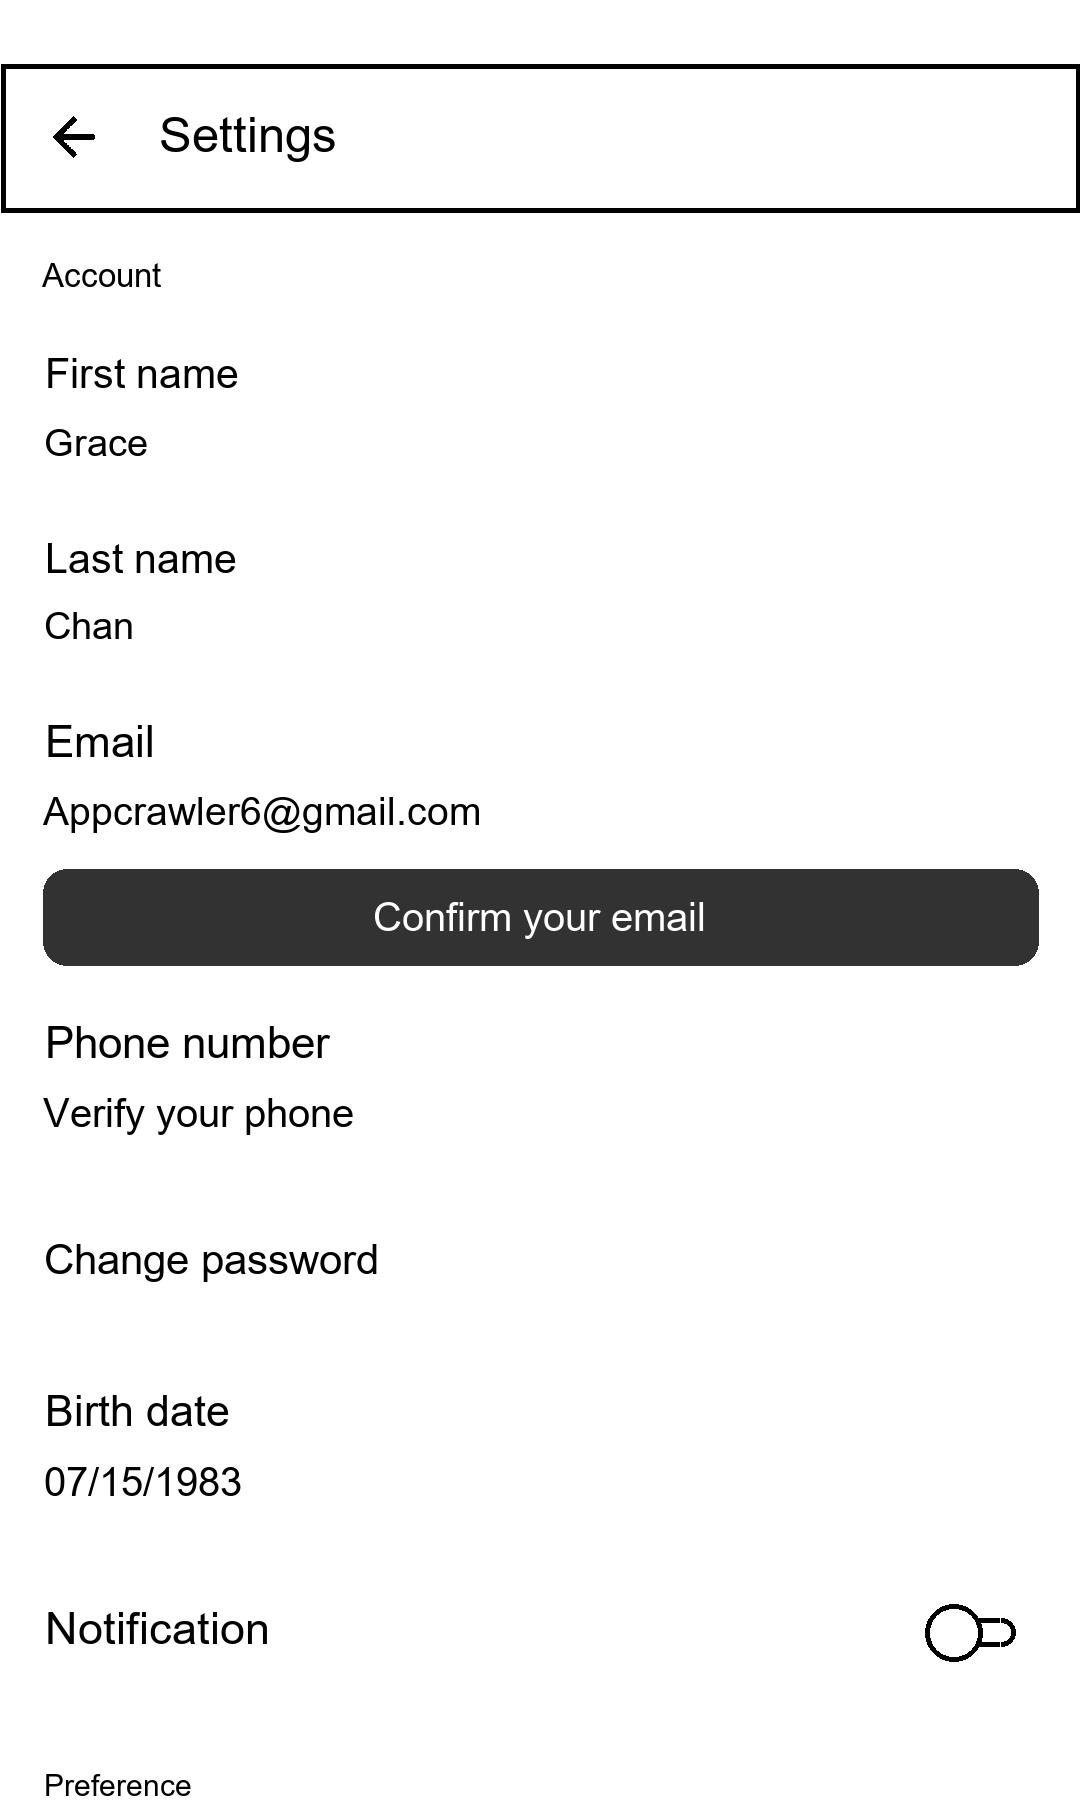 Settings
Account
First name
Grace
Last name
Chan
Email
Appcrawler6@gmail.com
Confirm your email
Phone number
Verify your phone
Change password
Birth date
07/15/1983
Notification
Preference